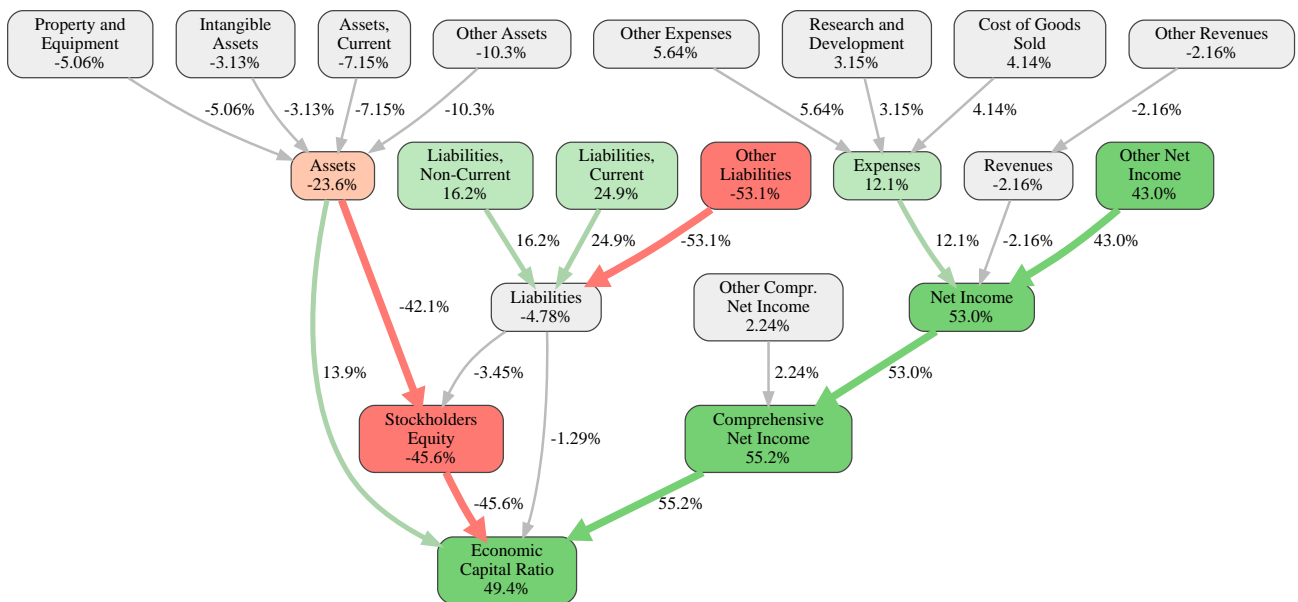 Property and
Equipment
-5.06%
Intangible
Assets
-3.13%
Assets,
Current
-7.15%
Other Assets
-10.3%
Other Expenses
5.64%
Research and
Development
3.15%
Cost of Goods
Sold
4.14%
Other Revenues
-2.16%
-5.06%
-3.13%
-7.15%
-10.3%
5.64%
3.15%
4.14%
-2.16%
Assets
-23.6%
Liabilities,
Non-Current
16.2%
Liabilities,
Current
24.9%
Other
Liabilities
-53.1%
Expenses
12.1%
Revenues
-2.16%
Other Net
Income
43.0%
16.2%
24.9%
-53.1%
12.1%
-2.16%
43.0%
Liabilities
-4.78%
Other Compr.
Net Income
2.24%
Net Income
53.0%
-42.1%
13.9%
-3.45%
-1.29%
2.24%
53.0%
Stockholders
Equity
-45.6%
Comprehensive
Net Income
55.2%
-45.6%
55.2%
Economic
Capital Ratio
49.4%